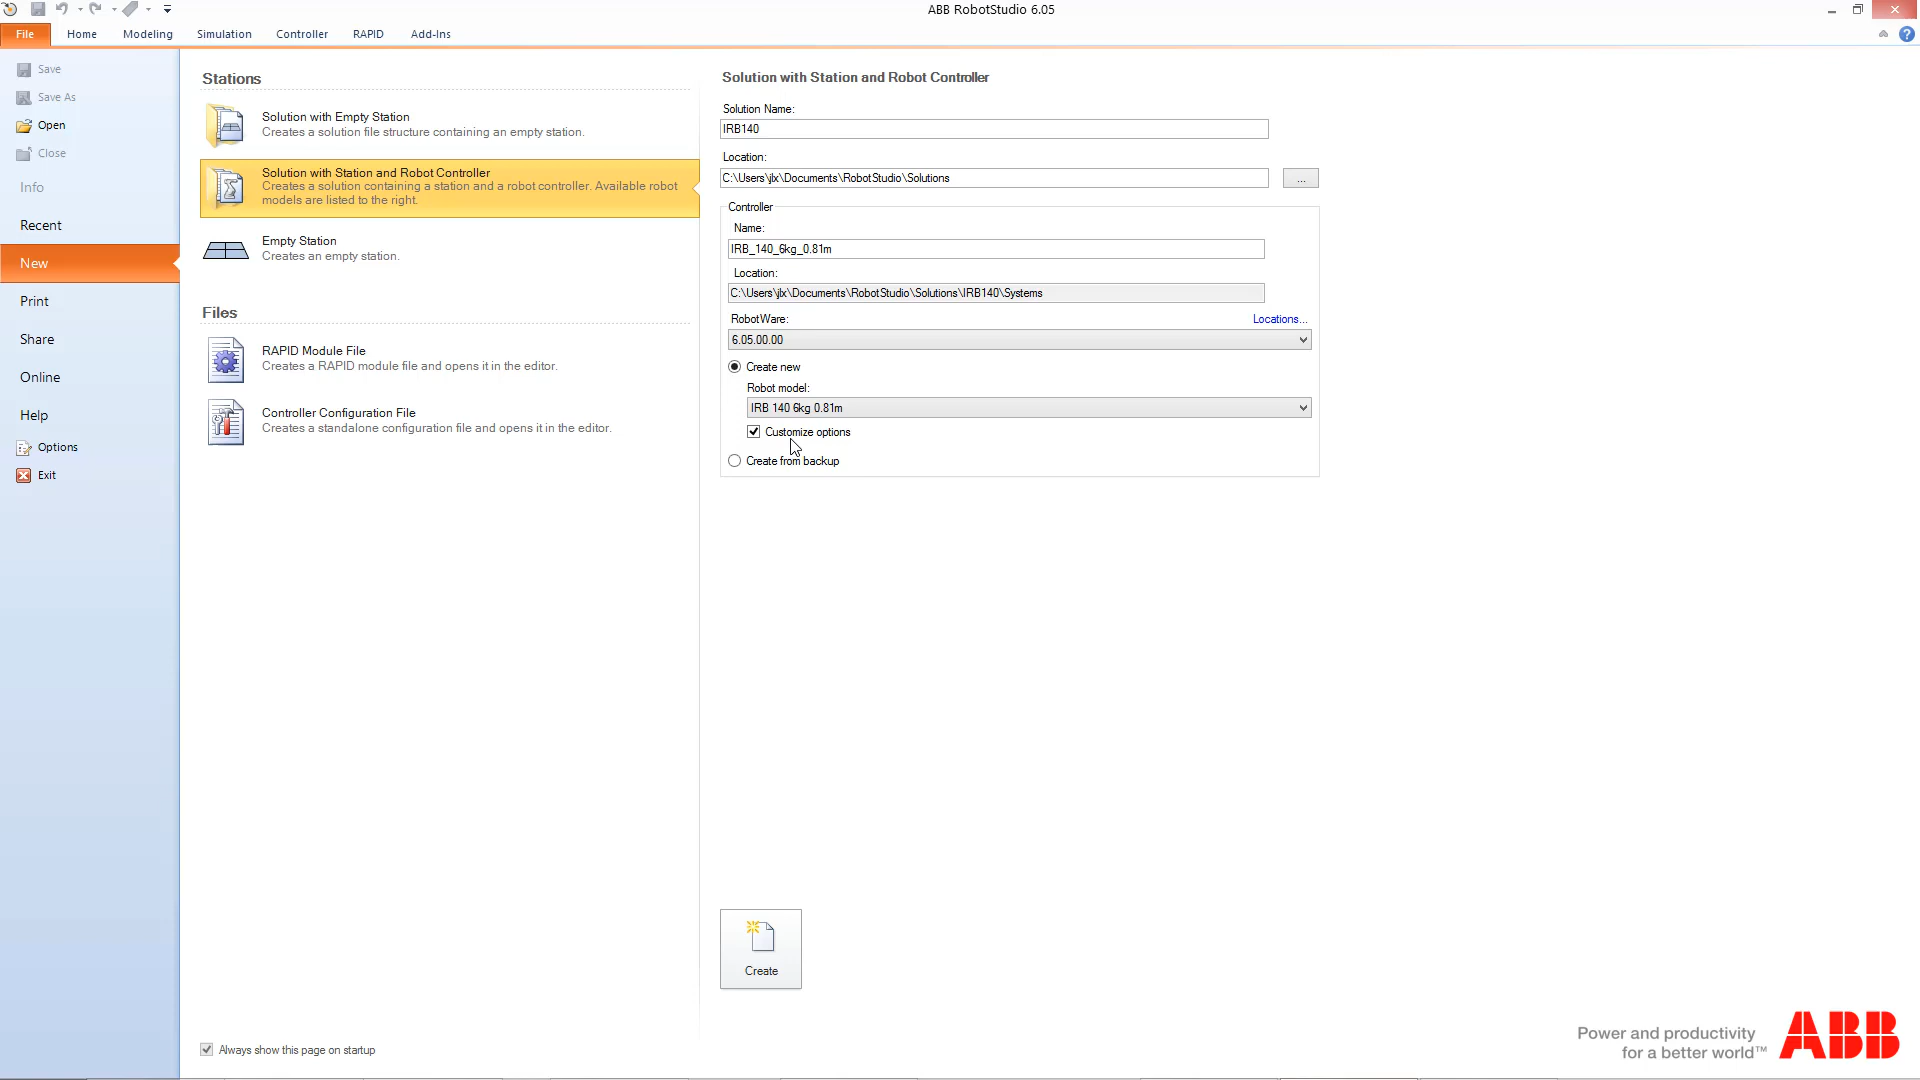 ABB RobotStudio 6.05
File
Home
Modeling
Simulation
Controller
RAPID
Add-Ins
Save
Save As
Open
Close
Info
Recent
New
Print
Share
Online
Help
Options
Exit
Stations
Solution with Empty Station
Creates a solution file structure containing an empty station.
Solution with Station and Robot Controller
Creates a solution containing a station and a robot controller. Available robot
models are listed to the right.
Empty Station
Creates an empty station.
Files
RAPID Module File
Creates a RAPID module file and opens it in the editor.
Controller Configuration File
Creates a standalone configuration file and opens it in the editor.
Always show this page on startup
Solution with Station and Robot Controller
Solution Name:
IRB140
Location:
C:\Users\jlx\Documents\RobotStudio\Solutions
...
Controller
Name:
IRB_140_6kg_0.81m
Location:
C:\Users\jlx\Documents\RobotStudio\Solutions\IRB140\Systems
RobotWare:
Locations...
6.05.00.00
Create new
Robot model:
IRB 140 6kg 0.81m
Customize options
Create from backup
Create
Power and productivity
for a better world™
ABB